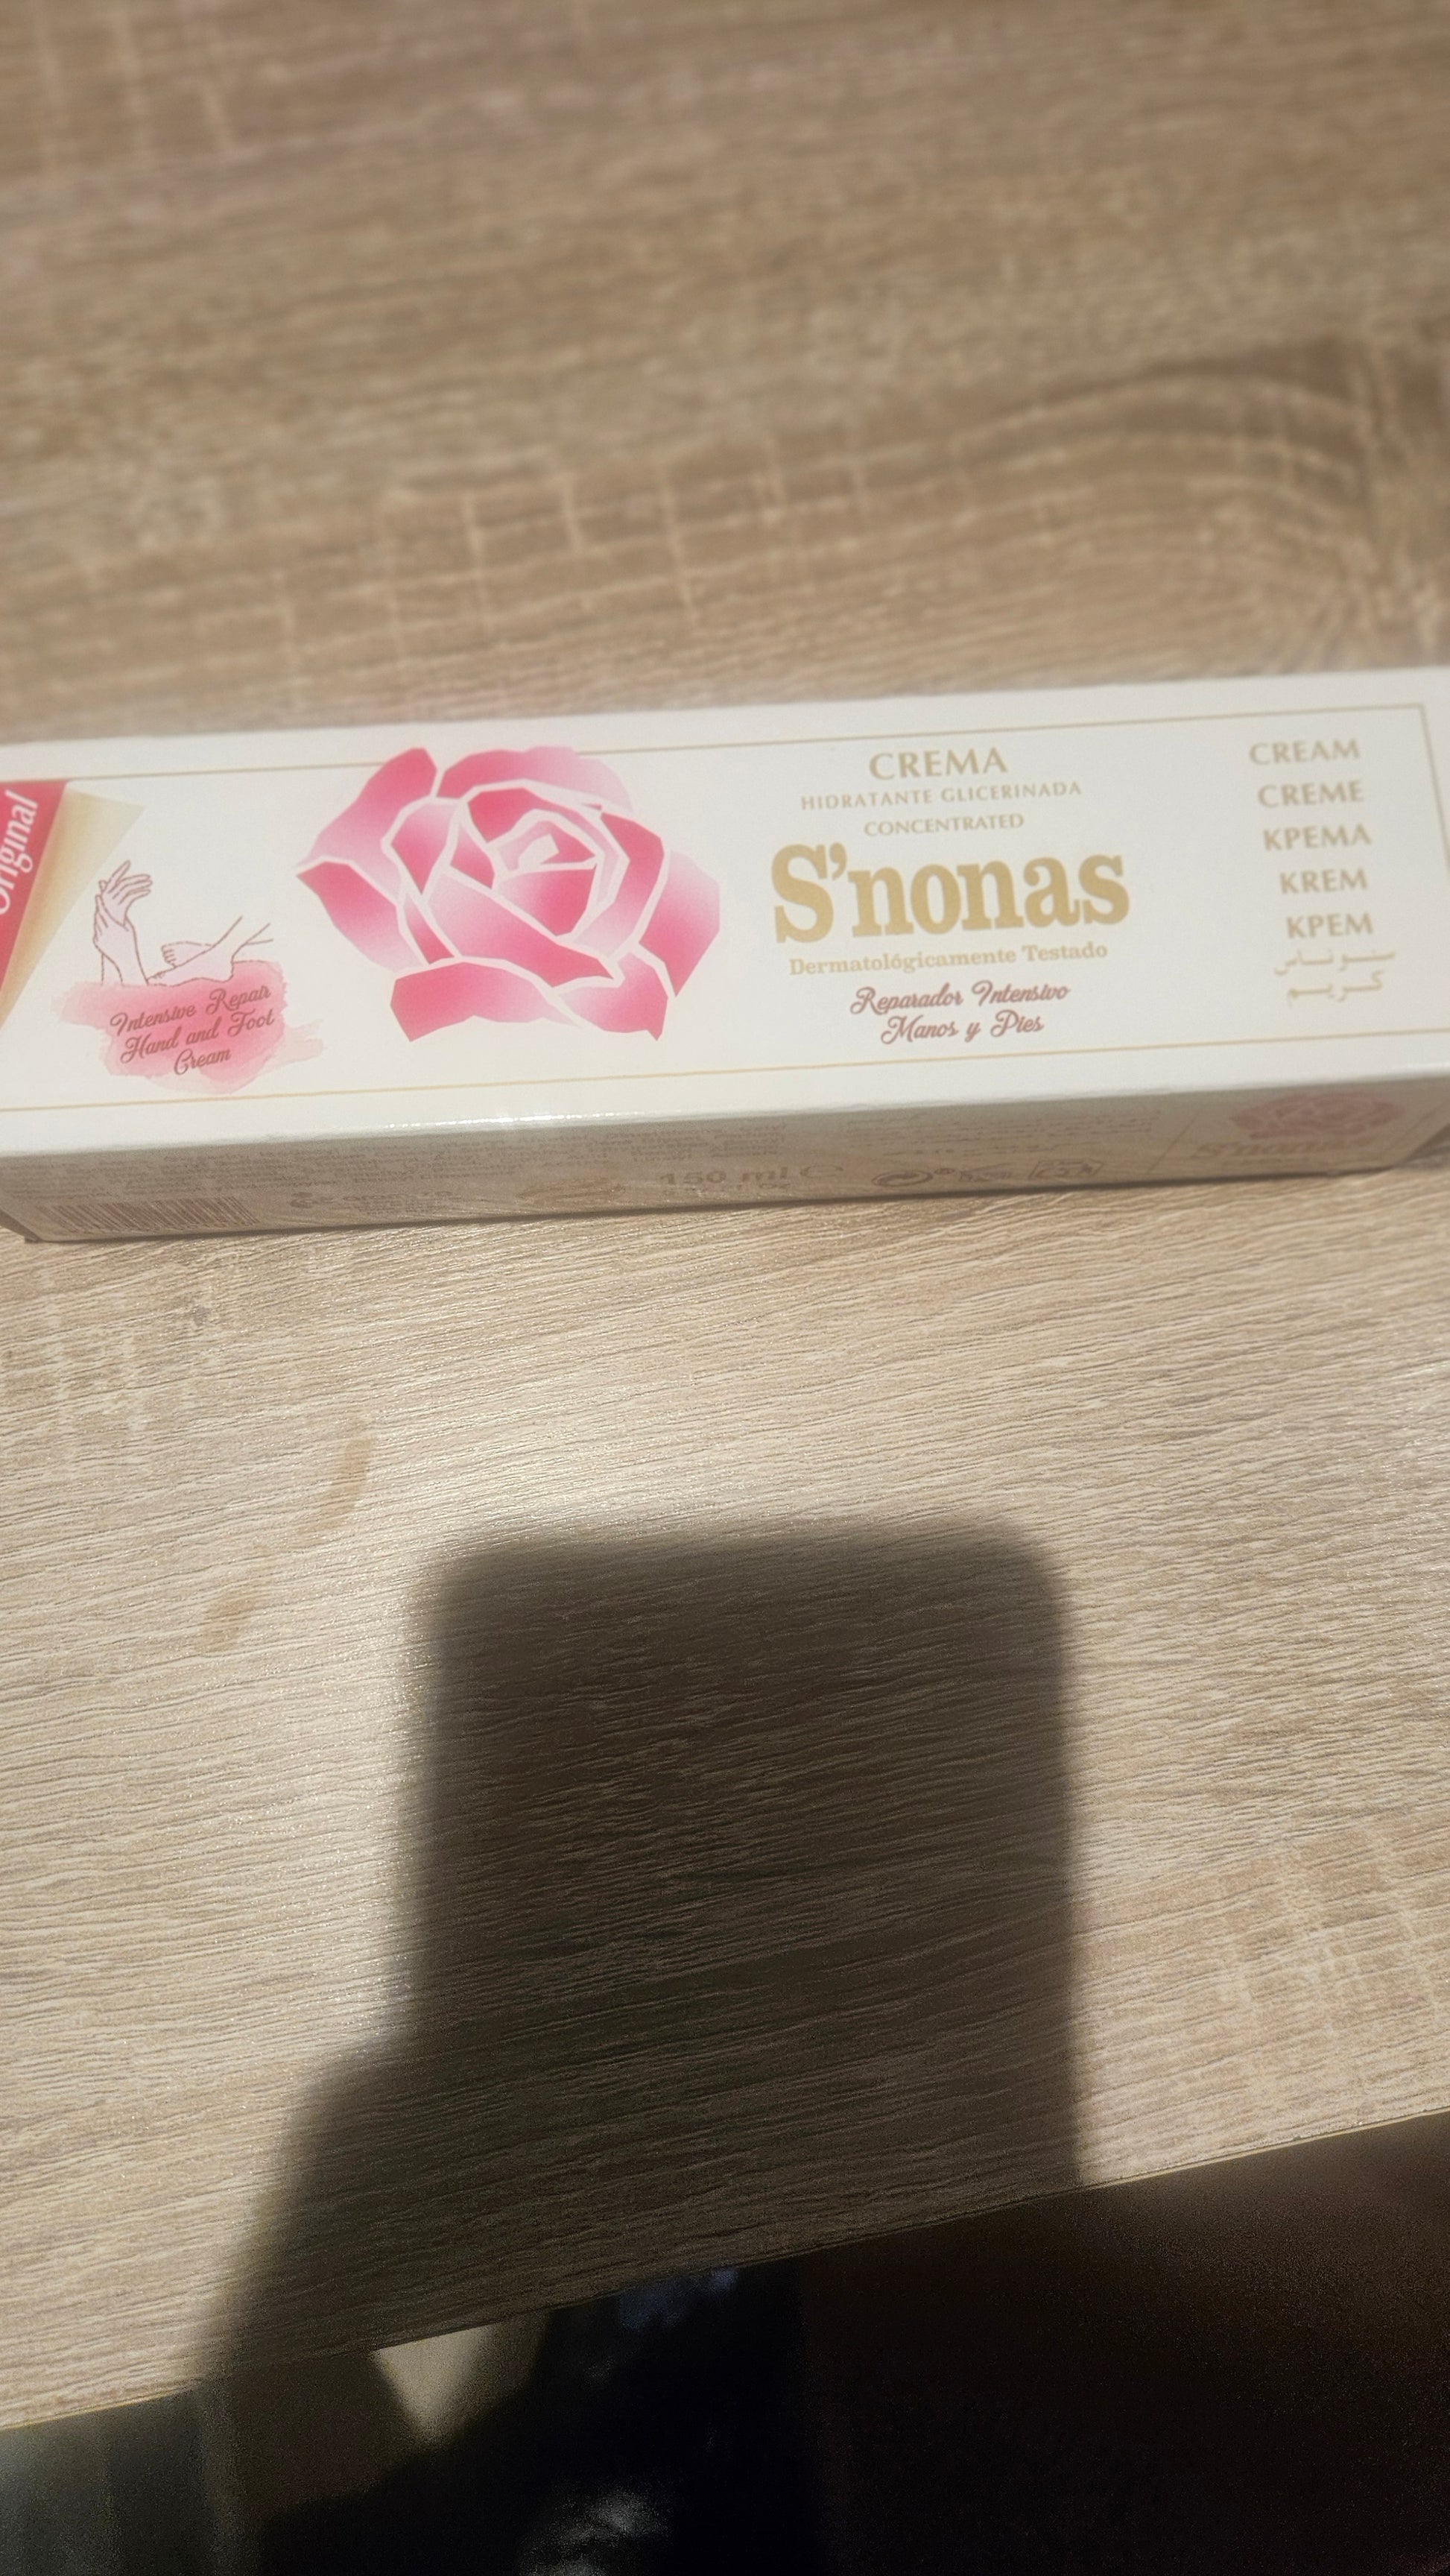 Original
Intensive Repair
Hand and Foot
Cream
CREMA
HIDRATANTE GLICERINADA
CONCENTRATED
S'nonas
Dermatológicamente Testado
Reparador Intensivo
Manos y Pies
CREAM
CREME
КРЕМА
KREM
КРЕМ
سنوناس
كريم
150 ml
S'nonas